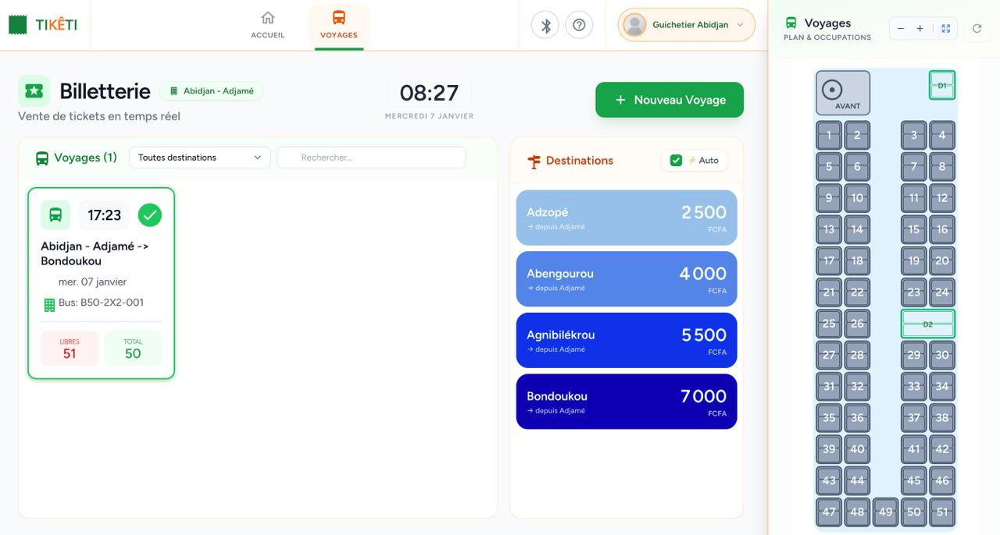 TIKÊTI
ACCUEIL
VOYAGES
Guichetier Abidjan
Billetterie
Abidjan - Adjamé
Vente de tickets en temps réel
08:27
MERCREDI 7 JANVIER
+ Nouveau Voyage
Voyages (1)
Toutes destinations
Rechercher...
17:23
Abidjan - Adjamé ->
Bondoukou
mer. 07 janvier
Bus: B50-2X2-001
LIBRES
51
TOTAL
50
Destinations
⚡ Auto
Adzopé
→ depuis Adjamé
2 500
FCFA
Abengourou
→ depuis Adjamé
4 000
FCFA
Agnibilékrou
→ depuis Adjamé
5 500
FCFA
Bondoukou
→ depuis Adjamé
7 000
FCFA
Voyages
PLAN & OCCUPATIONS
AVANT
D1
1 2 3 4
5 6 7 8
9 10 11 12
13 14 15 16
17 18 19 20
21 22 23 24
25 26 D2
27 28 29 30
31 32 33 34
35 36 37 38
39 40 41 42
43 44 45 46
47 48 49 50 51